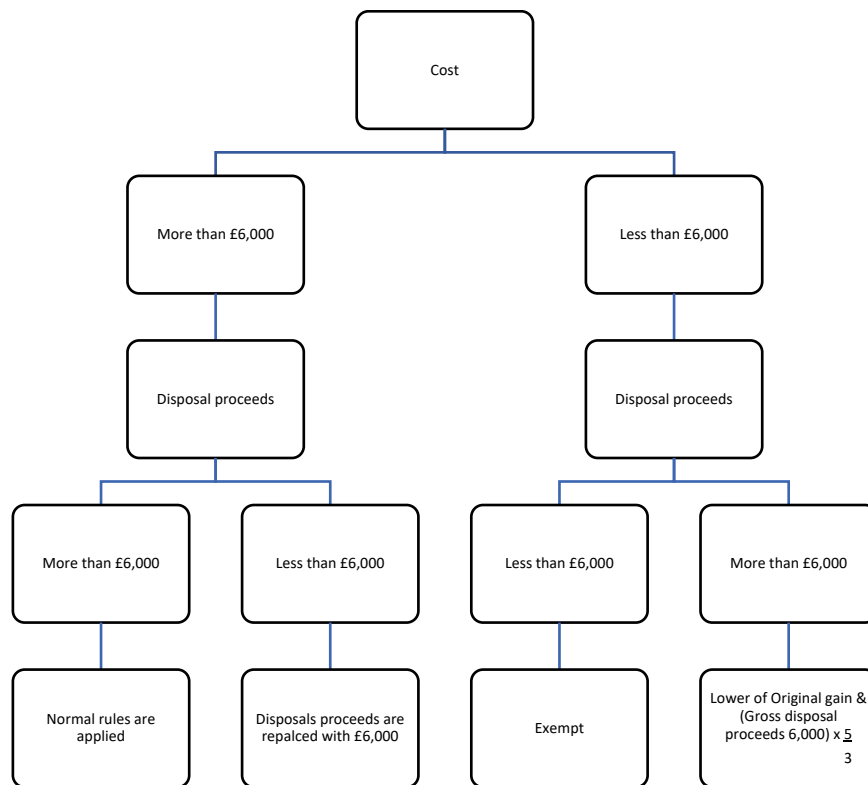 Cost
More than £6,000
Less than £6,000
Disposal proceeds
Disposal proceeds
More than £6,000
Less than £6,000
Less than £6,000
More than £6,000
Normal rules are
applied
Disposals proceeds are
repalced with £6,000
Exempt
Lower of Original gain &
(Gross disposal
proceeds 6,000) x 5
3